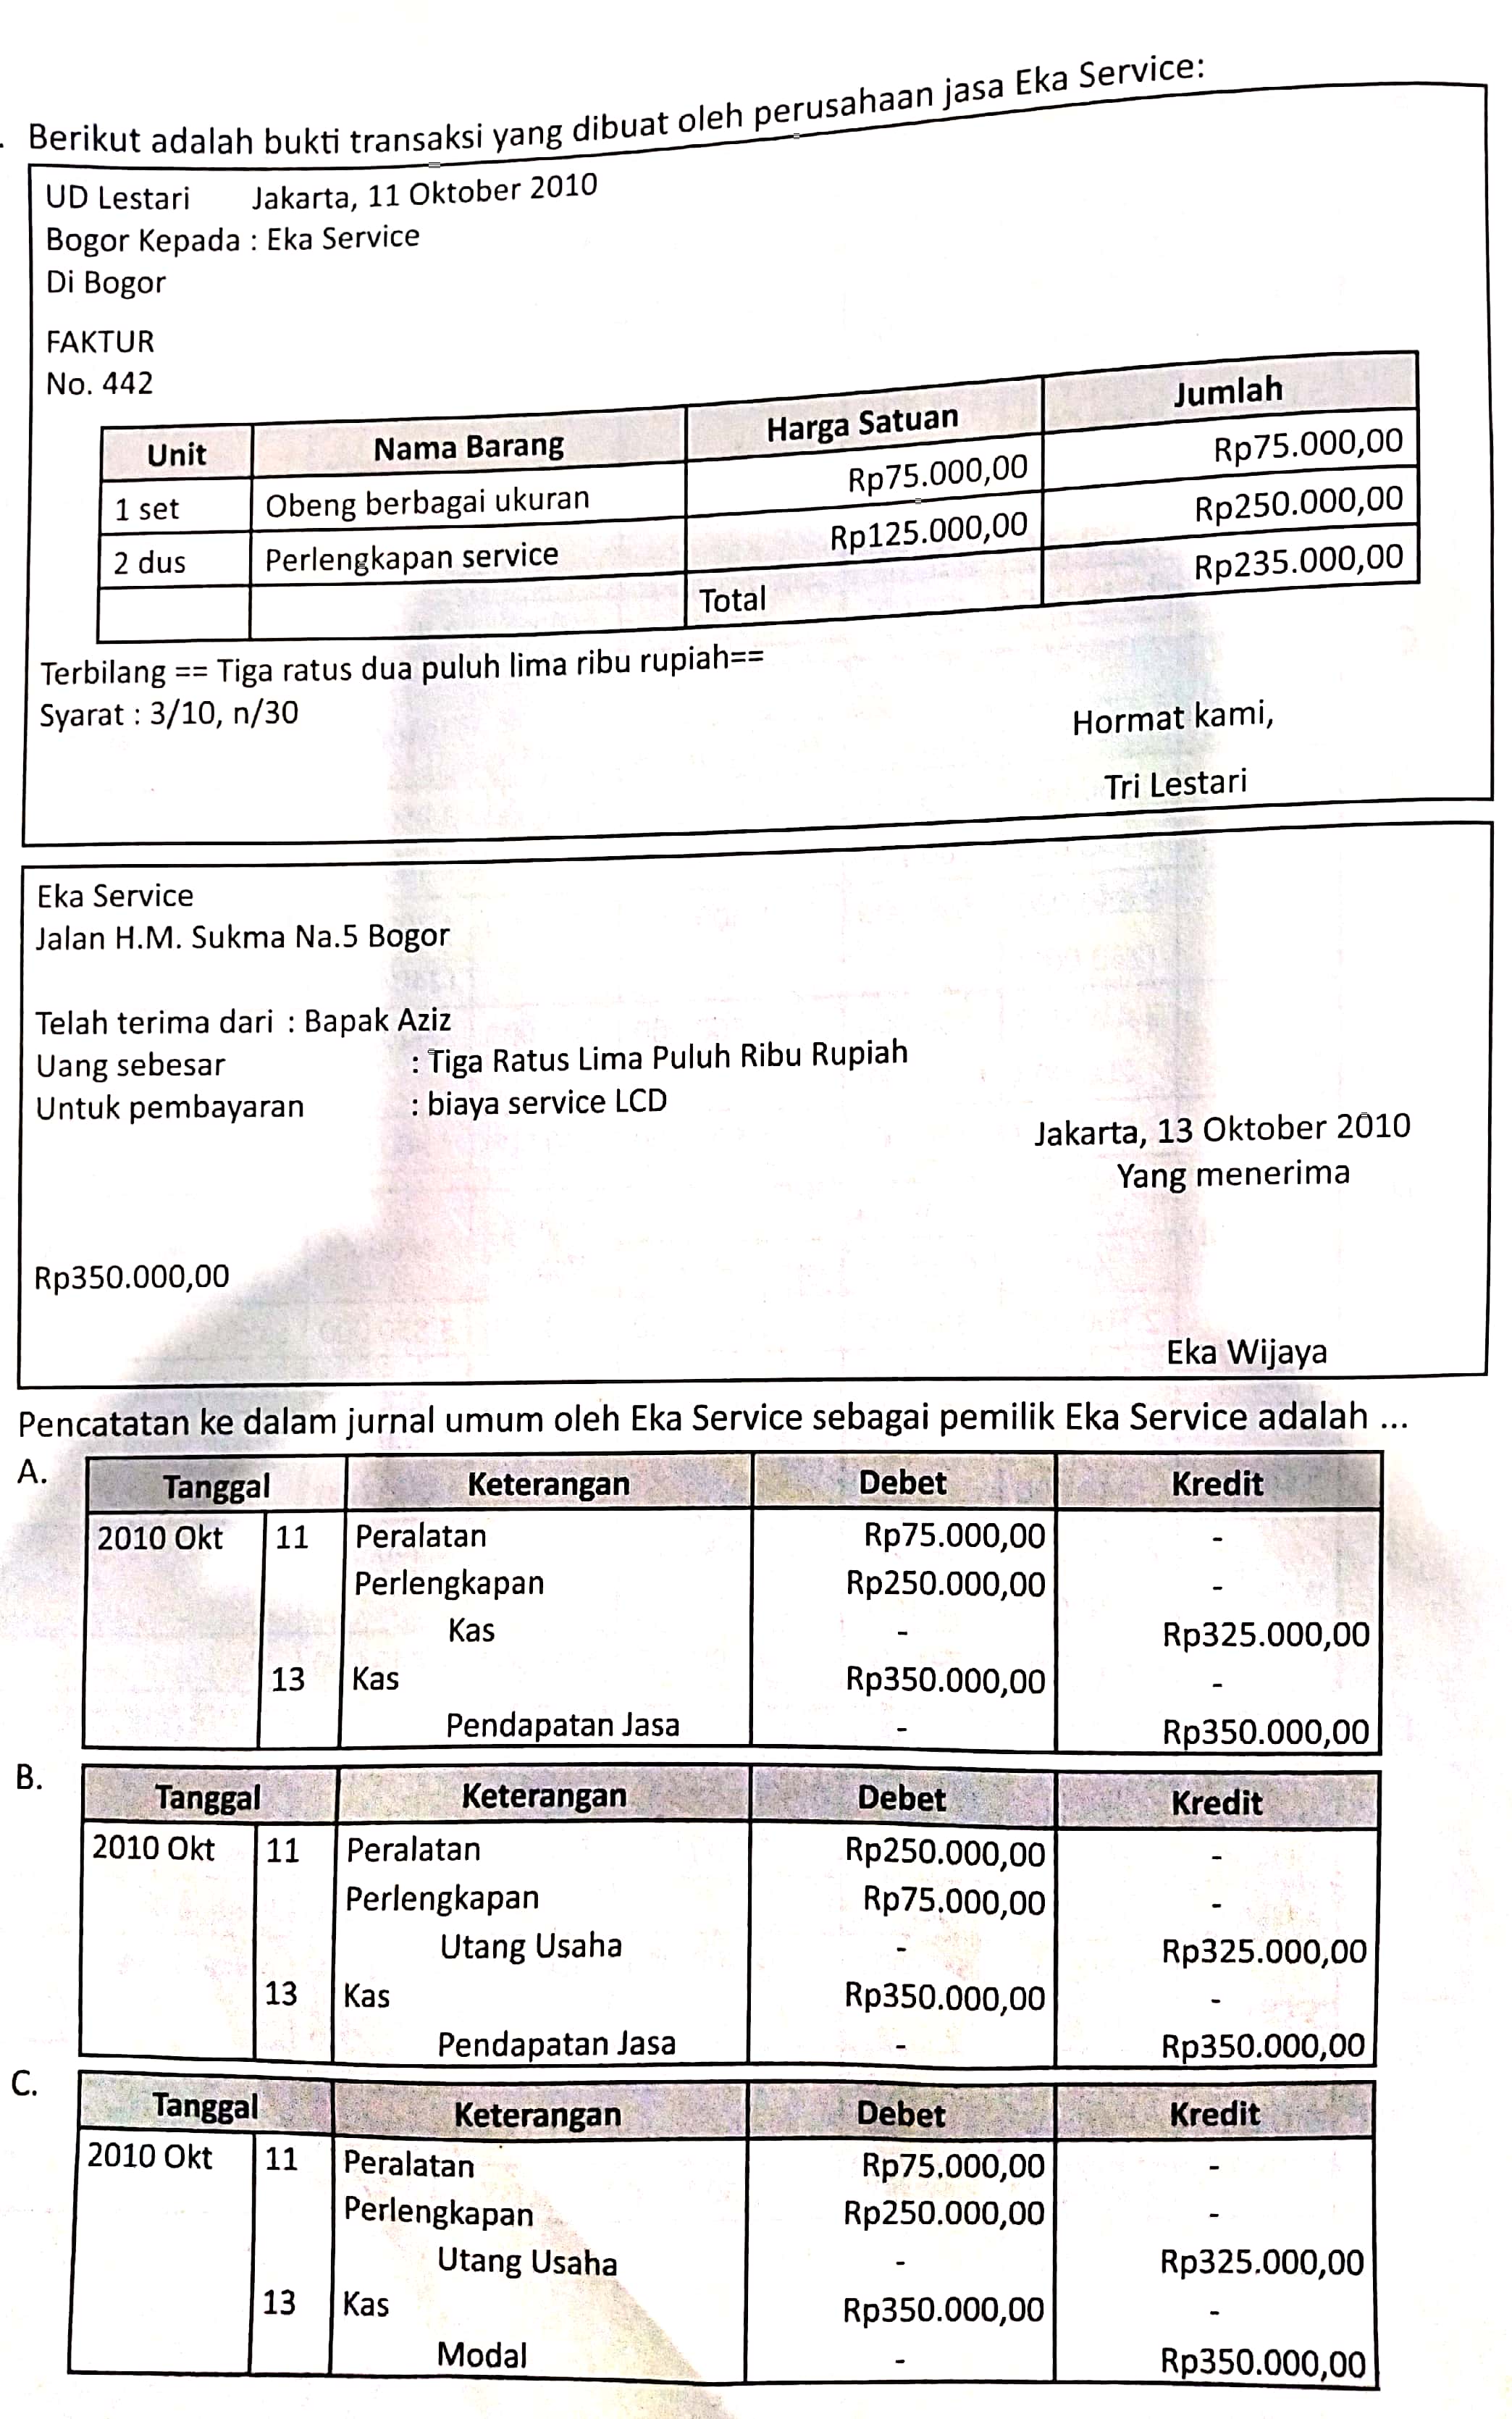 Berikut adalah bukti transaksi yang dibuat oleh perusahaan jasa Eka Service:
UD Lestari Jakarta, 11 Oktober 2010
Bogor Kepada : Eka Service
Di Bogor
FAKTUR
No. 442
Unit Nama Barang Harga Satuan Jumlah
1 set Obeng berbagai ukuran Rp75.000,00 Rp75.000,00
2 dus Perlengkapan service Rp125.000,00 Rp250.000,00
Total Rp235.000,00
Terbilang == Tiga ratus dua puluh lima ribu rupiah==
Syarat : 3/10, n/30
Hormat kami,
Tri Lestari
Eka Service
Jalan H.M. Sukma Na.5 Bogor
Telah terima dari : Bapak Aziz
Uang sebesar : Tiga Ratus Lima Puluh Ribu Rupiah
Untuk pembayaran : biaya service LCD
Jakarta, 13 Oktober 2010
Yang menerima
Rp350.000,00
Eka Wijaya
Pencatatan ke dalam jurnal umum oleh Eka Service sebagai pemilik Eka Service adalah ...
A.
Tanggal Keterangan Debet Kredit
2010 Okt 11 Peralatan Rp75.000,00 -
Perlengkapan Rp250.000,00 -
Kas - Rp325.000,00
13 Kas Rp350.000,00 -
Pendapatan Jasa - Rp350.000,00
B.
Tanggal Keterangan Debet Kredit
2010 Okt 11 Peralatan Rp250.000,00 -
Perlengkapan Rp75.000,00 -
Utang Usaha - Rp325.000,00
13 Kas Rp350.000,00 -
Pendapatan Jasa - Rp350.000,00
C.
Tanggal Keterangan Debet Kredit
2010 Okt 11 Peralatan Rp75.000,00 -
Perlengkapan Rp250.000,00 -
Utang Usaha - Rp325.000,00
13 Kas Rp350.000,00 -
Modal - Rp350.000,00